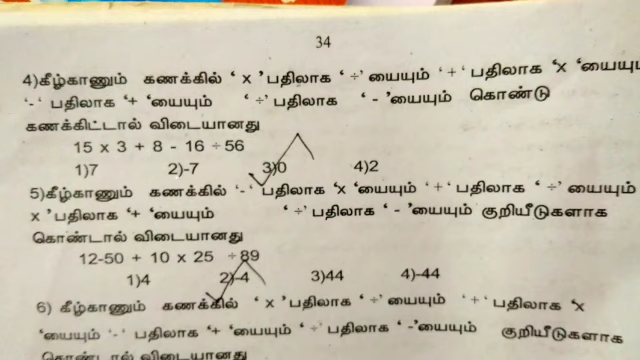 34
4)கீழ்காணும் கணக்கில் ' x ' பதிலாக ' ÷' யையும் ' + ' பதிலாக 'x 'யையும்
'-' பதிலாக '+ 'யையும் ' ÷' பதிலாக ' - 'யையும் கொண்டு
கணக்கிட்டால் விடையானது
15 x 3 + 8 - 16 ÷ 56
1)7 2)-7 3)0 4)2
5)கீழ்காணும் கணக்கில் '-' பதிலாக 'x 'யையும் ' + ' பதிலாக ' ÷' யையும்
x ' பதிலாக '+ 'யையும் ' ÷' பதிலாக ' - 'யையும் குறியீடுகளாக
கொண்டால் விடையானது
12-50 + 10 x 25 ÷89
1)4 2)-4 3)44 4)-44
6) கீழ்காணும் கணக்கில் ' x ' பதிலாக ' ÷' யையும் ' + ' பதிலாக 'x
'யையும் '-' பதிலாக '+ 'யையும் ' ÷' பதிலாக ' -'யையும் குறியீடுகளாக
கொண்டால் விடையானது